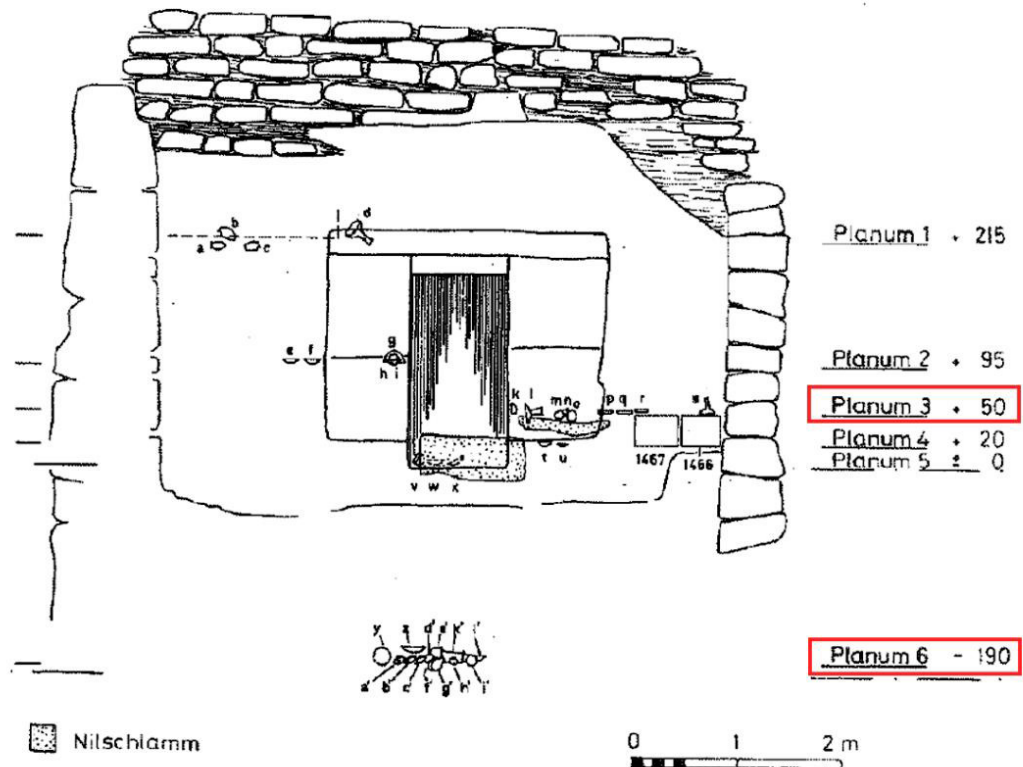 Planum 1 + 215
b
d
a
c
Planum 2 + 95
e f
g
h i
Planum 3 + 50
k l m n o p q r s
Planum 4 + 20
t u
1467 1466
Planum 5 ± 0
v w x
y z d' e' k' l'
Planum 6 - 190
a' b' c' f' g' h' i'
Nilschlamm
0 1 2 m